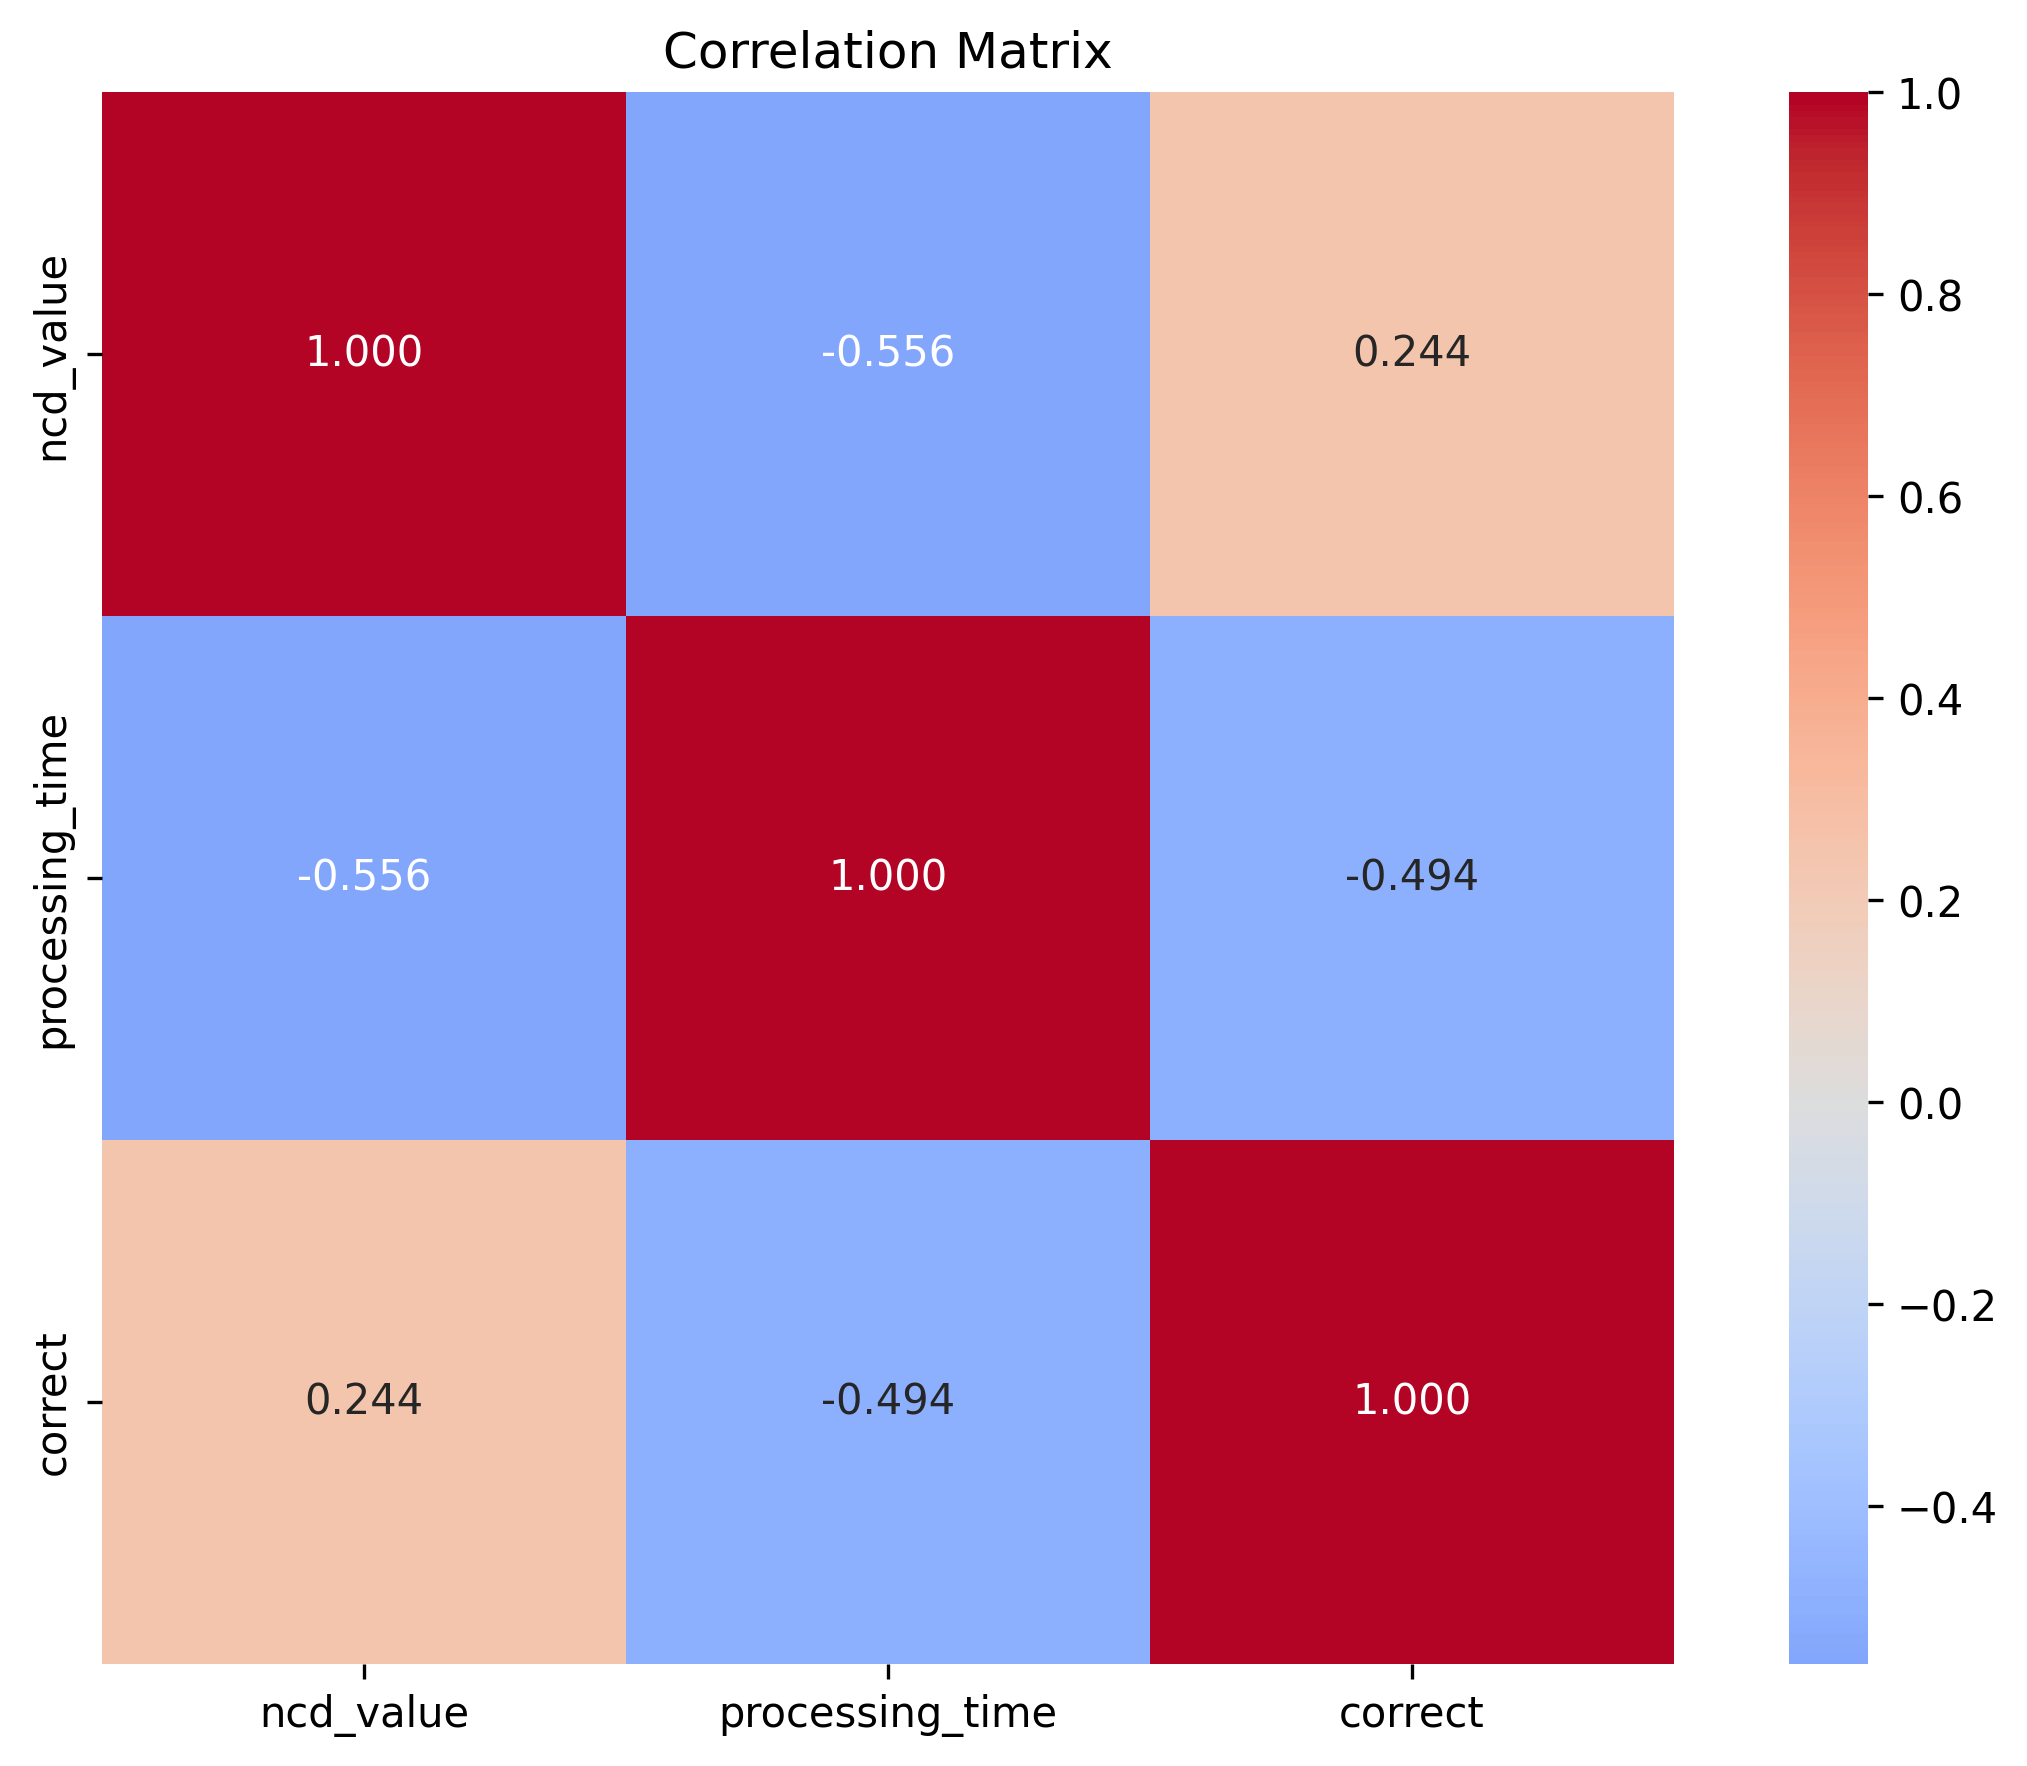 Correlation Matrix
ncd_value
1.000
-0.556
0.244
processing_time
-0.556
1.000
-0.494
correct
0.244
-0.494
1.000
ncd_value
processing_time
correct
1.0
0.8
0.6
0.4
0.2
0.0
−0.2
−0.4